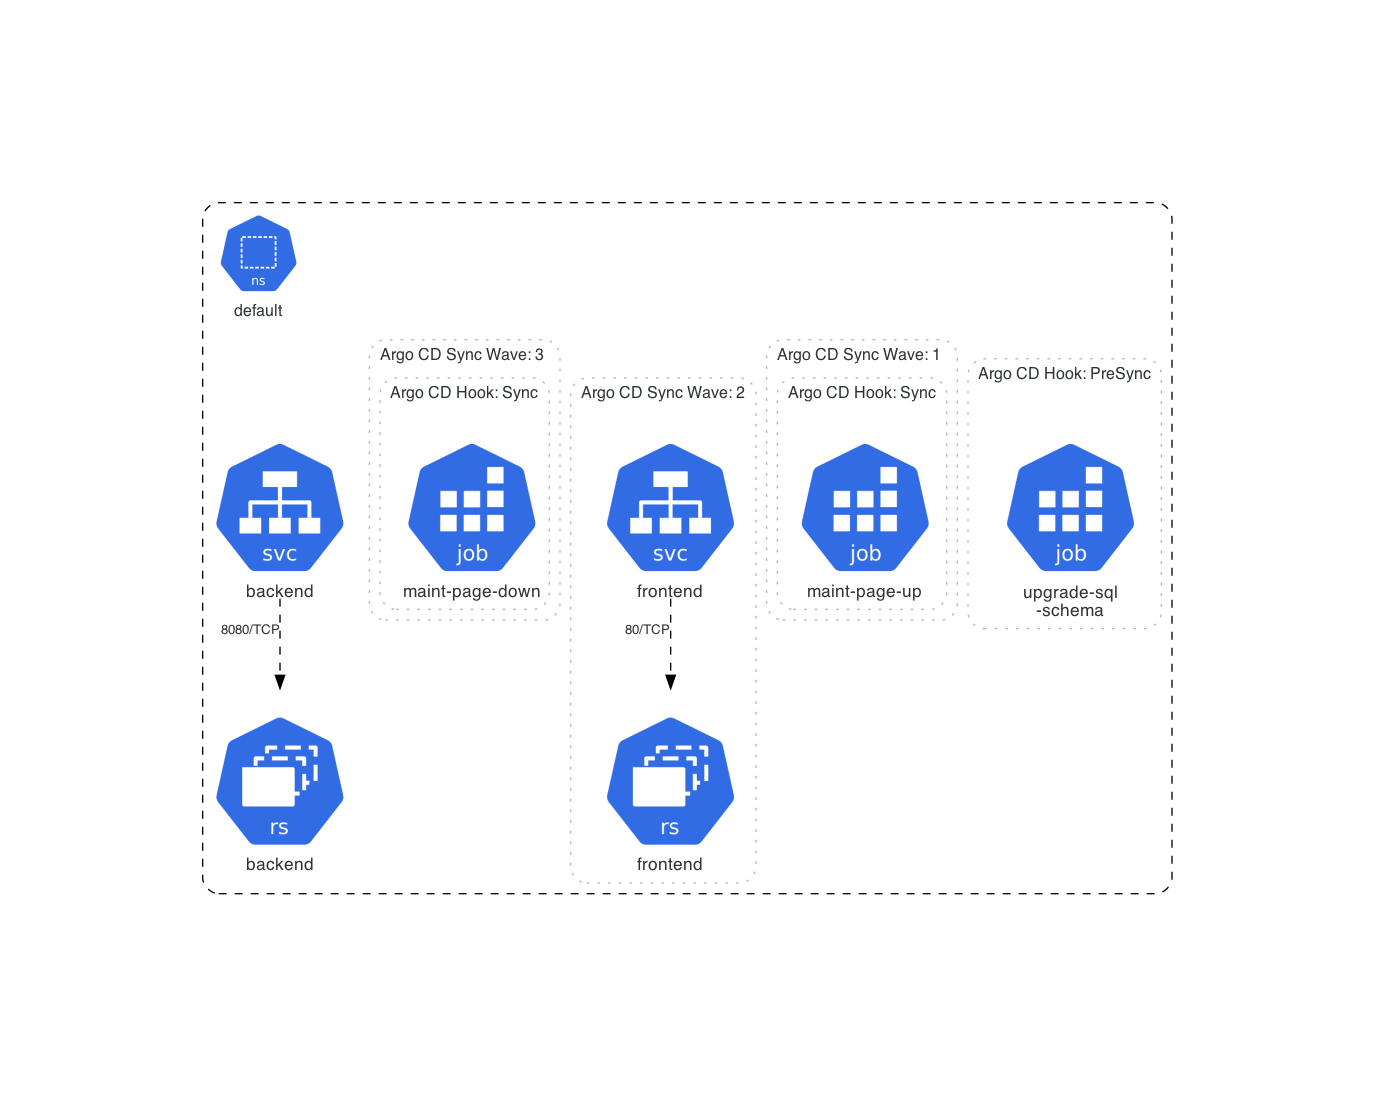 ns
default
Argo CD Sync Wave: 3
Argo CD Hook: Sync
Argo CD Sync Wave: 2
Argo CD Sync Wave: 1
Argo CD Hook: Sync
Argo CD Hook: PreSync
svc
backend
job
maint-page-down
svc
frontend
job
maint-page-up
job
upgrade-sql
-schema
8080/TCP
80/TCP
rs
backend
rs
frontend